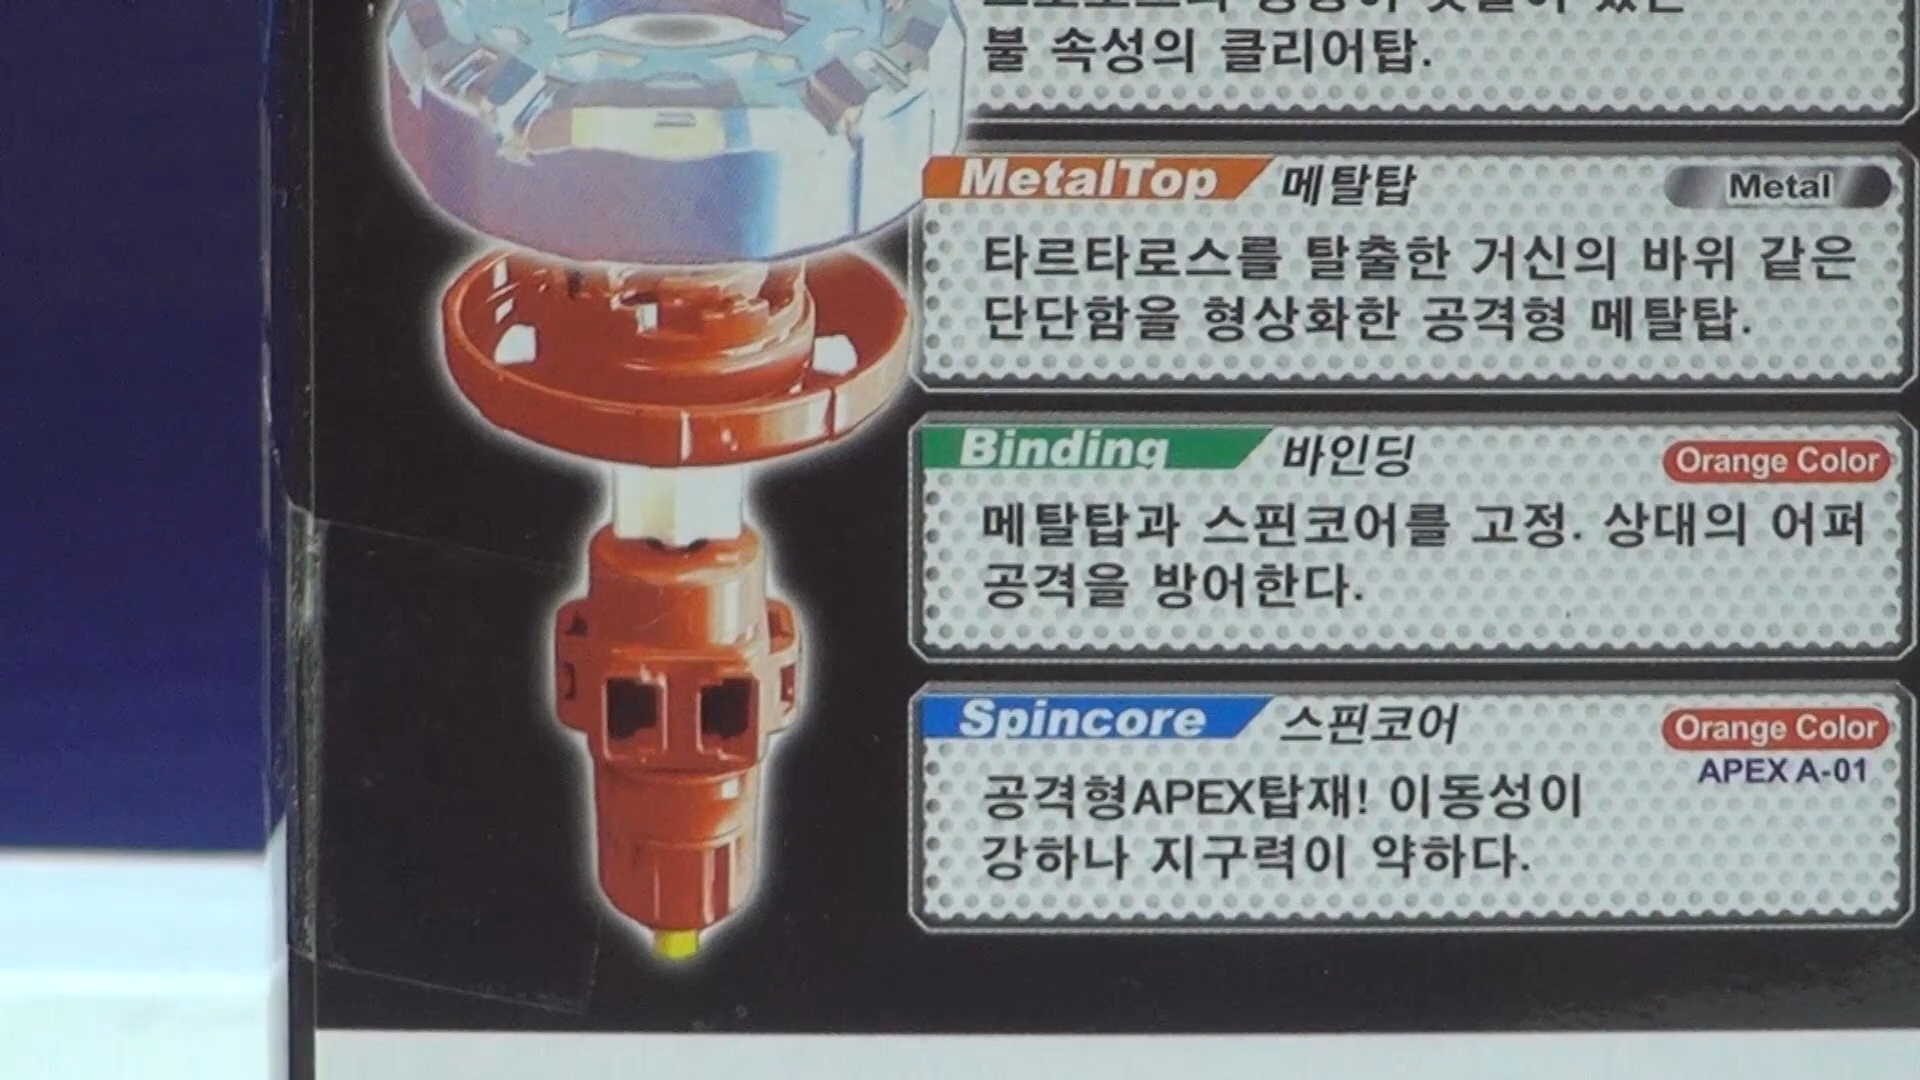 불 속성의 클리어탑.
MetalTop 메탈탑 Metal
타르타로스를 탈출한 거신의 바위 같은
단단함을 형상화한 공격형 메탈탑.
Binding 바인딩 Orange Color
메탈탑과 스핀코어를 고정. 상대의 어퍼
공격을 방어한다.
Spincore 스핀코어 Orange Color
APEX A-01
공격형APEX탑재! 이동성이
강하나 지구력이 약하다.